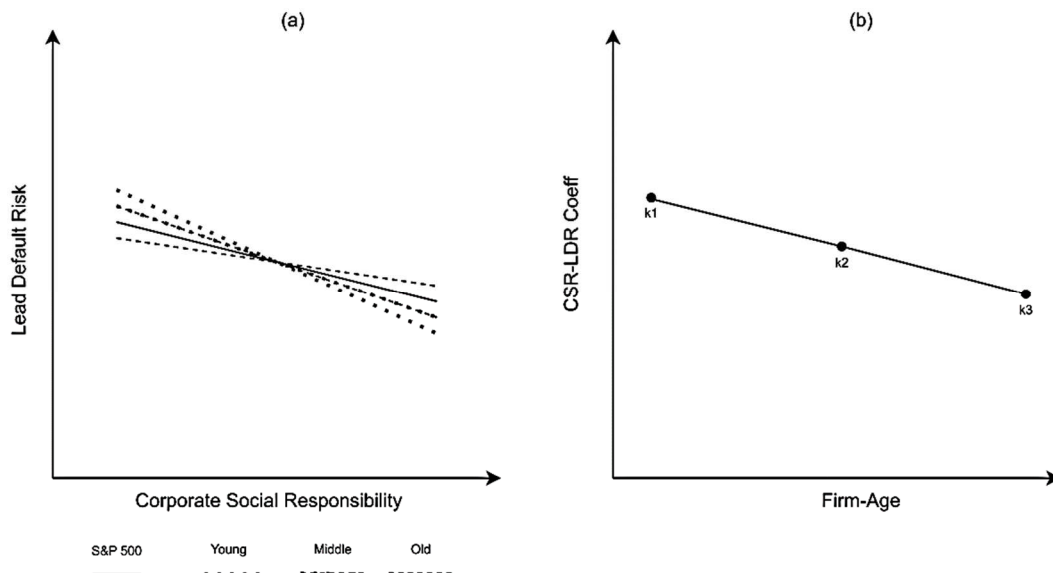 (a)
Lead Default Risk
Corporate Social Responsibility
S&P 500 Young Middle Old
(b)
CSR-LDR Coeff
k1
k2
k3
Firm-Age